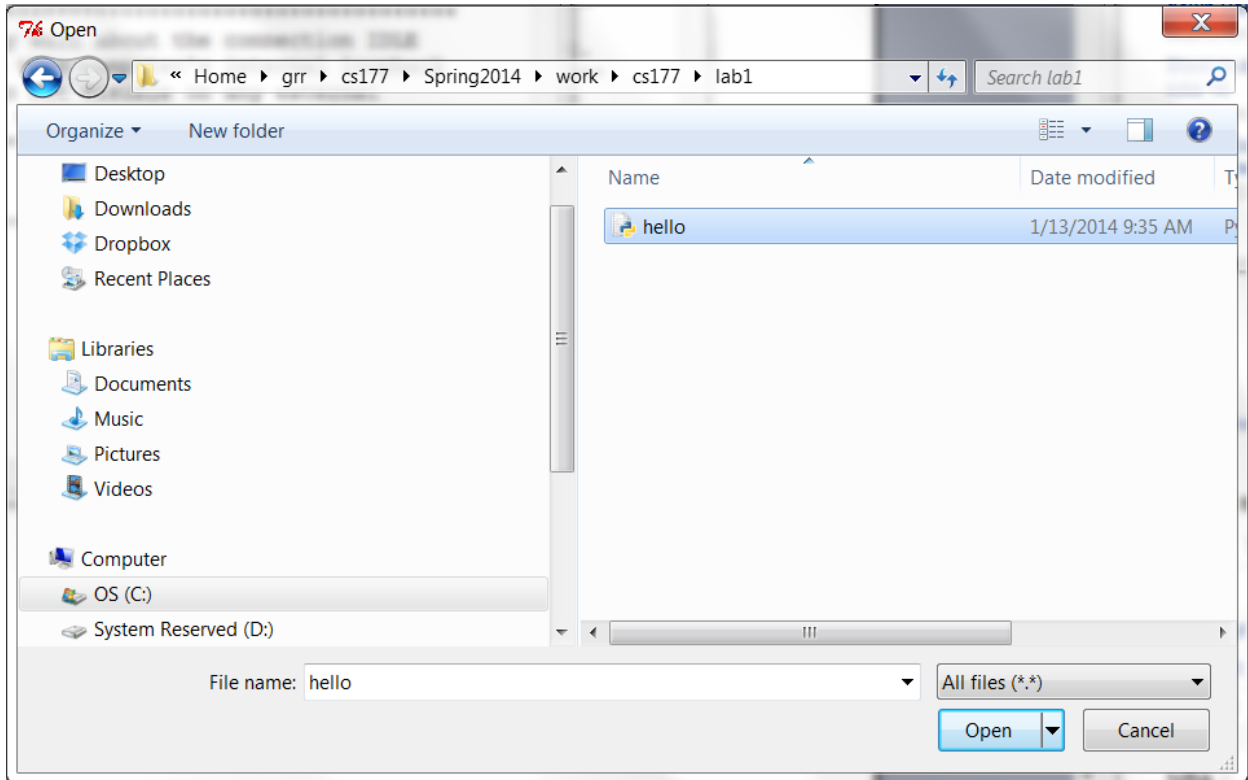 Open
« Home grr cs177 Spring2014 work cs177 lab1
Search lab1
Organize New folder
Desktop
Downloads
Dropbox
Recent Places
Libraries
Documents
Music
Pictures
Videos
Computer
OS (C:)
System Reserved (D:)
Name Date modified
hello 1/13/2014 9:35 AM
File name: hello All files (*.*)
Open Cancel